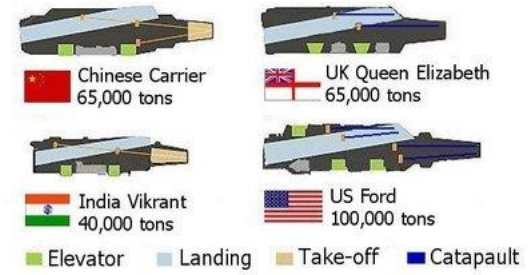 Chinese Carrier
65,000 tons
UK Queen Elizabeth
65,000 tons
India Vikrant
40,000 tons
US Ford
100,000 tons
Elevator
Landing
Take-off
Catapult